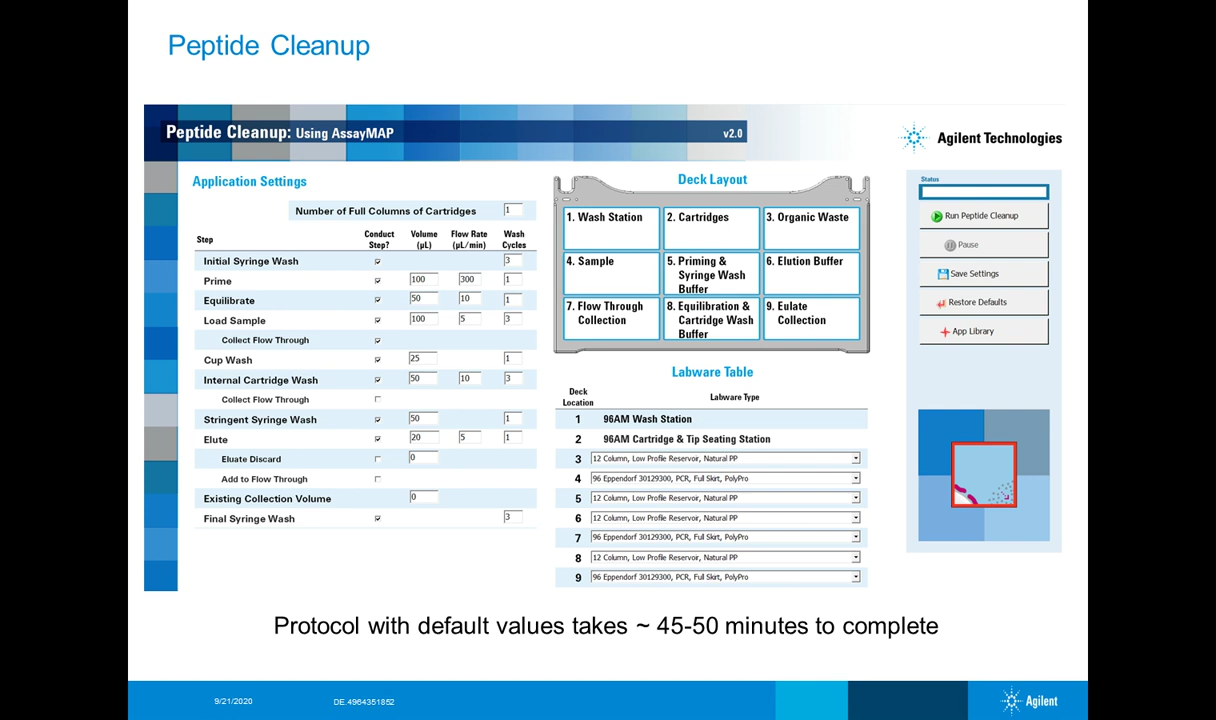 Peptide Cleanup
Peptide Cleanup: Using AssayMAP v2.0
Agilent Technologies
Application Settings
Number of Full Columns of Cartridges 1
Step Conduct Step? Volume (µL) Flow Rate (µL/min) Wash Cycles
Initial Syringe Wash 3
Prime 100 300 1
Equilibrate 50 10 1
Load Sample 100 5 3
Collect Flow Through
Cup Wash 25 1
Internal Cartridge Wash 50 10 3
Collect Flow Through
Stringent Syringe Wash 50 1
Elute 20 5 1
Eluate Discard 0
Add to Flow Through
Existing Collection Volume 0
Final Syringe Wash 3
Deck Layout
1. Wash Station
2. Cartridges
3. Organic Waste
4. Sample
5. Priming &
Syringe Wash
Buffer
6. Elution Buffer
7. Flow Through
Collection
8. Equilibration &
Cartridge Wash
Buffer
9. Eulate
Collection
Labware Table
Deck Location Labware Type
1 96AM Wash Station
2 96AM Cartridge & Tip Seating Station
3 12 Column, Low Profile Reservoir, Natural PP
4 96 Eppendorf 30129300, PCR, Full Skirt, PolyPro
5 12 Column, Low Profile Reservoir, Natural PP
6 12 Column, Low Profile Reservoir, Natural PP
7 96 Eppendorf 30129300, PCR, Full Skirt, PolyPro
8 12 Column, Low Profile Reservoir, Natural PP
9 96 Eppendorf 30129300, PCR, Full Skirt, PolyPro
Status
Run Peptide Cleanup
Pause
Save Settings
Restore Defaults
App Library
Protocol with default values takes ~ 45-50 minutes to complete
9/21/2020
DE.4964351852
Agilent